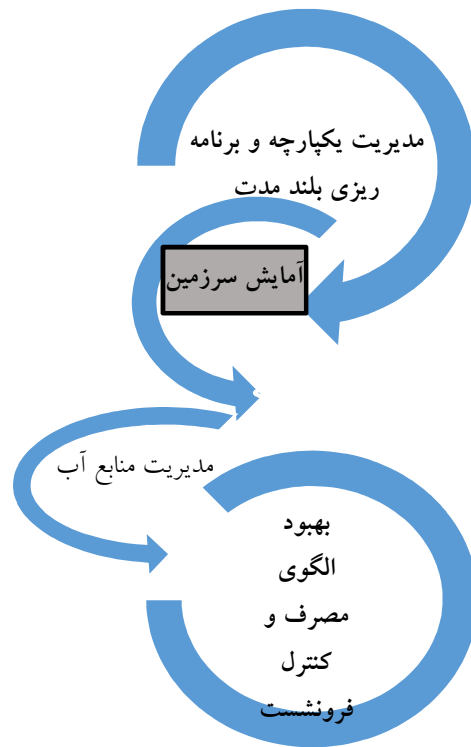 مدیریت یکپارچه و برنامه
ریزی بلند مدت
آمایش سرزمین
مدیریت منابع آب
بهبود
الگوی
مصرف و
کنترل
فرونشست